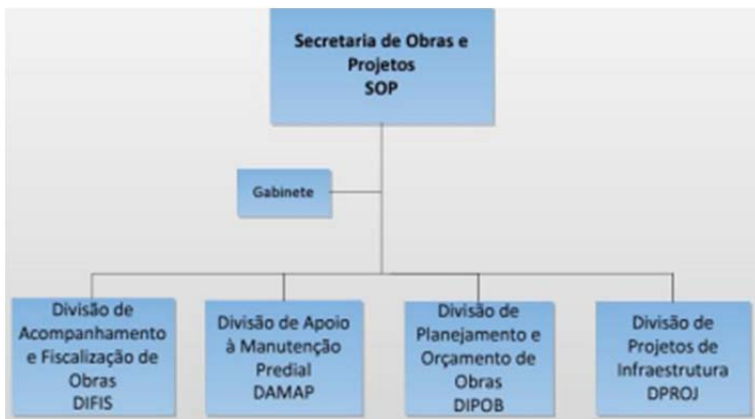 Secretaria de Obras e
Projetos
SOP
Gabinete
Divisão de
Acompanhamento
e Fiscalização de
Obras
DIFIS
Divisão de Apoio
à Manutenção
Predial
DAMAP
Divisão de
Planejamento e
Orçamento de
Obras
DIPOB
Divisão de
Projetos de
Infraestrutura
DPROJ